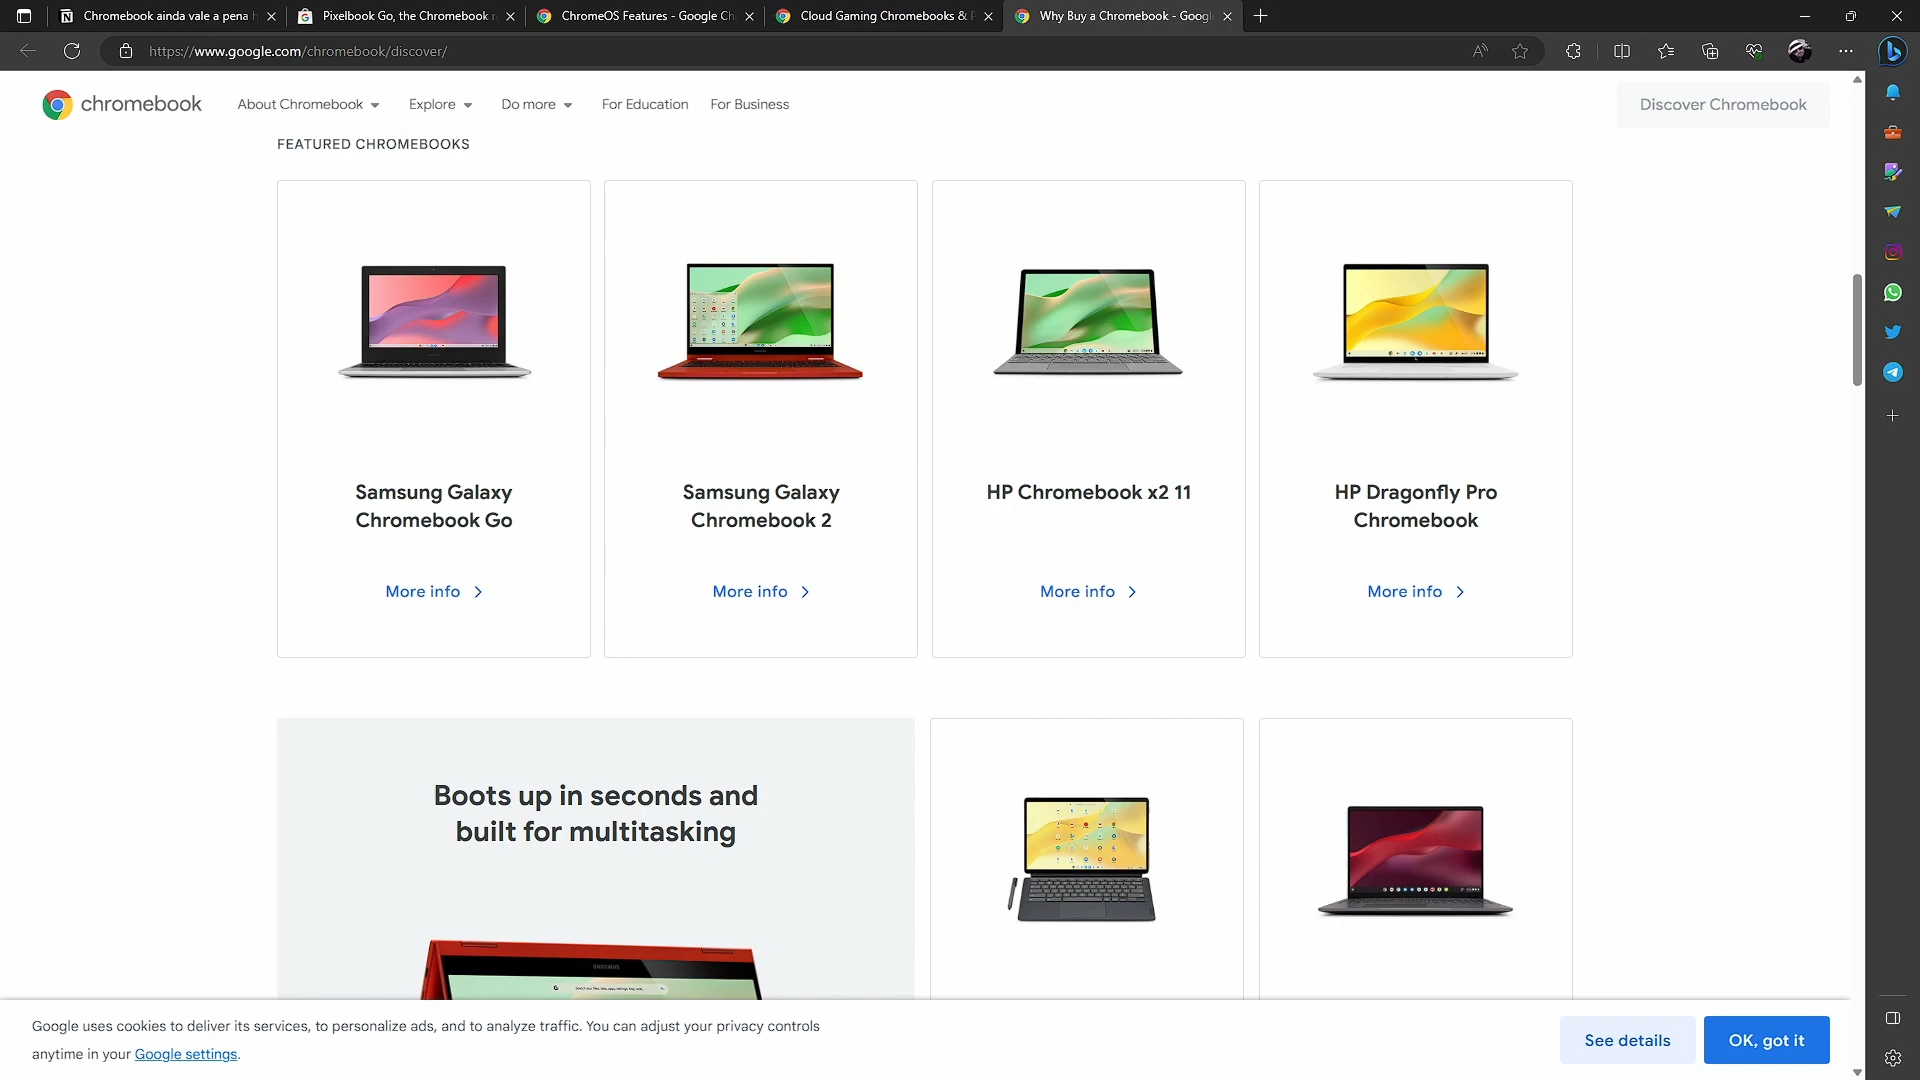 Chromebook ainda vale a pena h
Pixelbook Go, the Chromebook
ChromeOS Features - Google Ch
Cloud Gaming Chromebooks &
Why Buy a Chromebook - Googl
https://www.google.com/chromebook/discover/
chromebook
About Chromebook
Explore
Do more
For Education
For Business
Discover Chromebook
FEATURED CHROMEBOOKS
Samsung Galaxy
Chromebook Go
More info
Samsung Galaxy
Chromebook 2
More info
HP Chromebook x2 11
More info
HP Dragonfly Pro
Chromebook
More info
Boots up in seconds and
built for multitasking
SAMSUNG
Google uses cookies to deliver its services, to personalize ads, and to analyze traffic. You can adjust your privacy controls
anytime in your Google settings.
See details
OK, got it